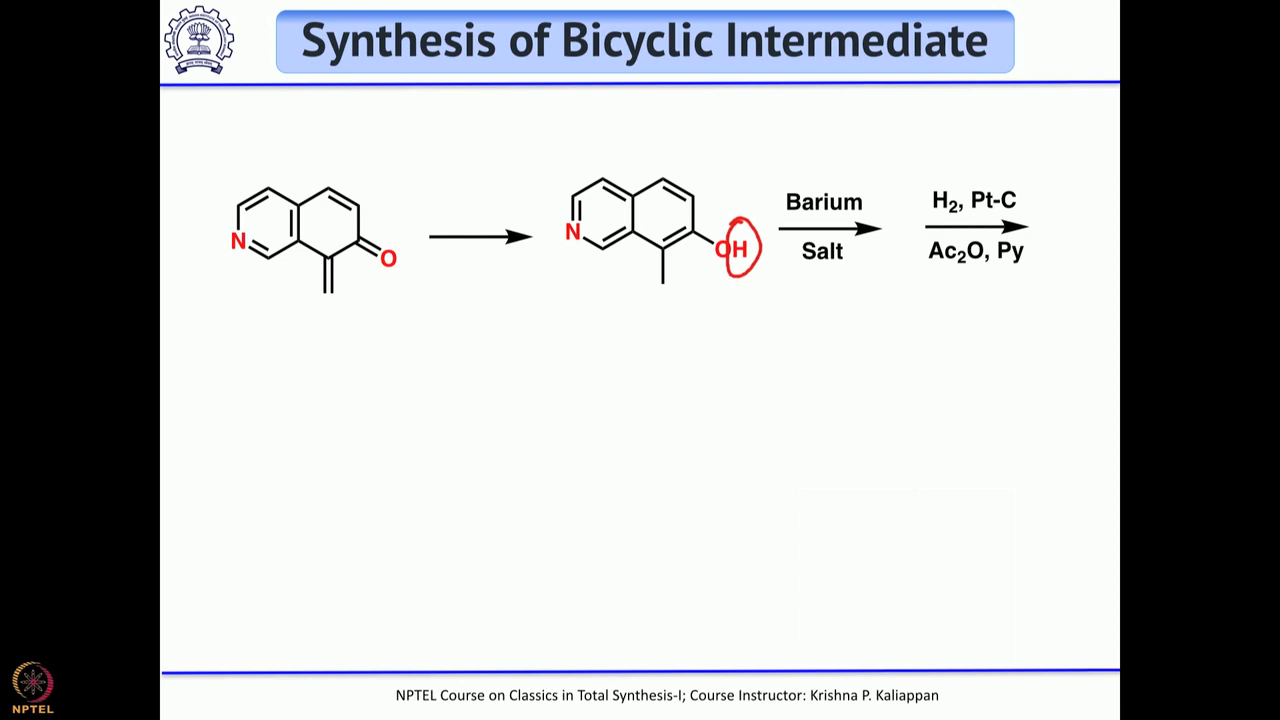 Synthesis of Bicyclic Intermediate
N
O
N
OH
Barium
Salt
H₂, Pt-C
Ac₂O, Py
NPTEL Course on Classics in Total Synthesis-I; Course Instructor: Krishna P. Kaliappan
NPTEL